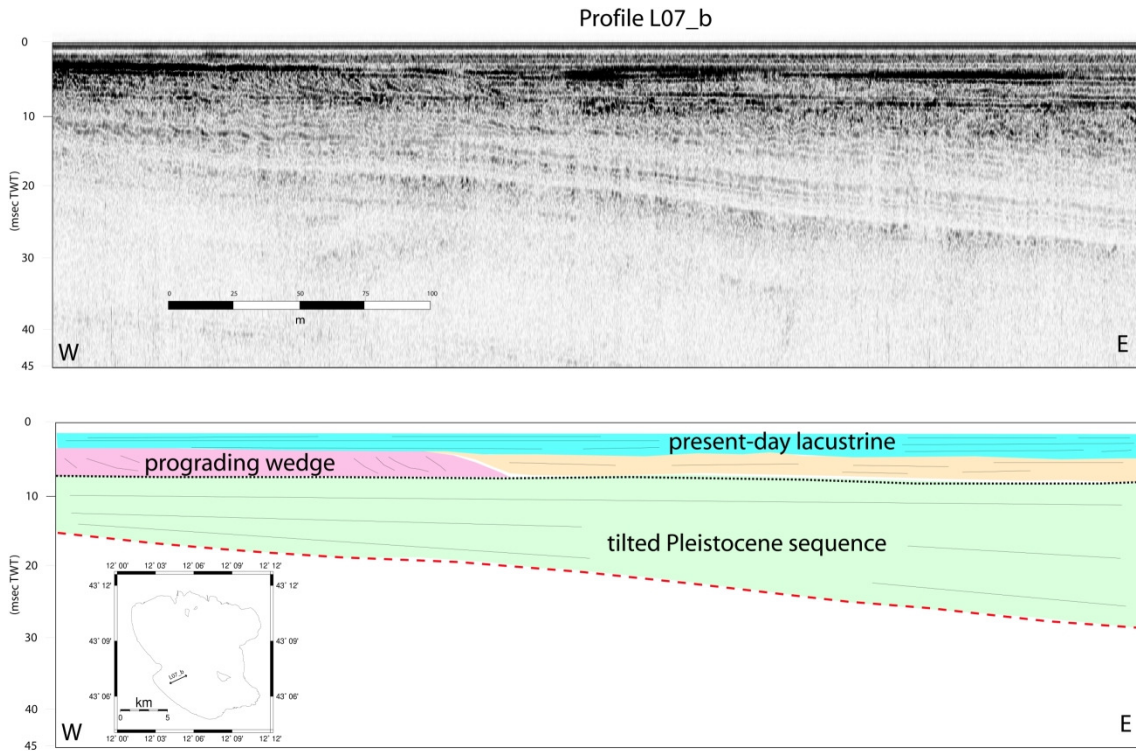 Profile L07_b
0
10
20
30
40
45
(msec TWT)
0 25 50 75 100
m
W E
0
10
20
30
40
45
(msec TWT)
present-day lacustrine
prograding wedge
tilted Pleistocene sequence
12° 00' 12° 03' 12° 06' 12° 09' 12° 12'
43° 12' 43° 12'
43° 09' 43° 09'
L07_b
43° 06' 43° 06'
km
0 5
12° 00' 12° 03' 12° 06' 12° 09' 12° 12'
W E